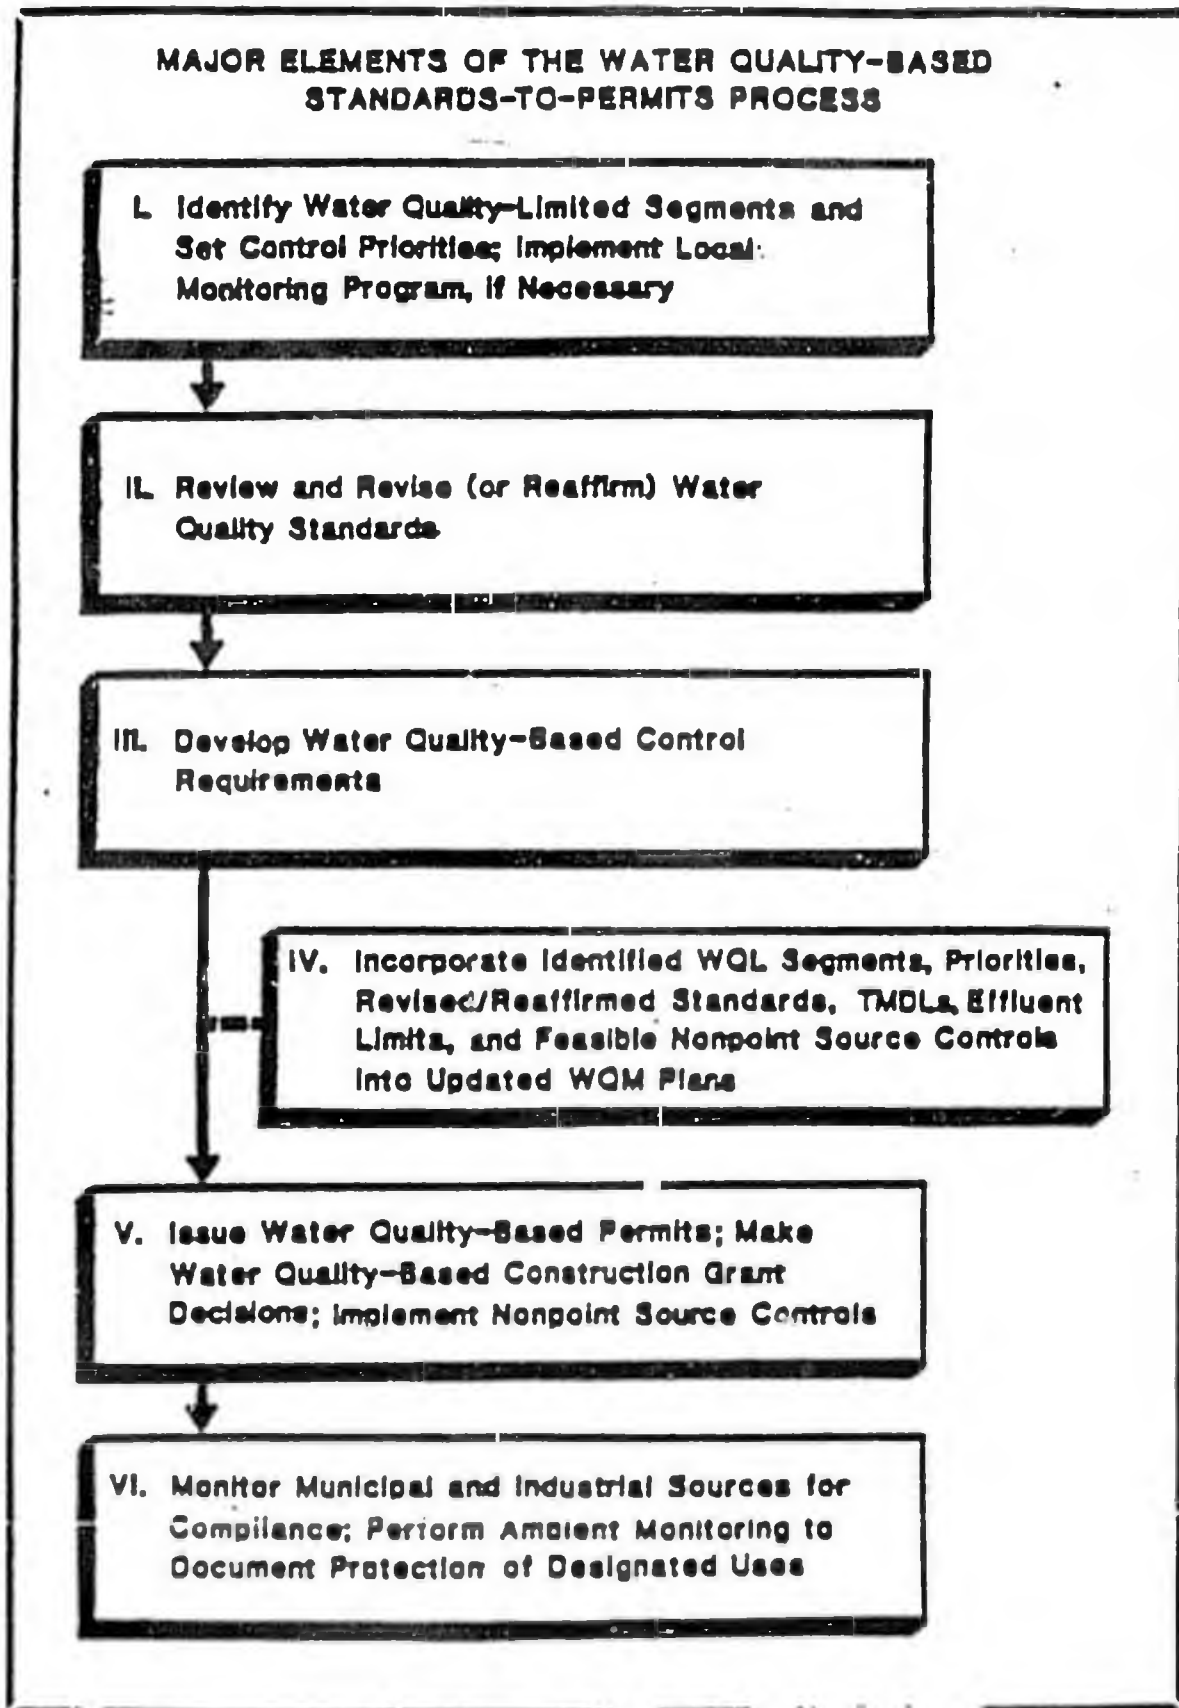 MAJOR ELEMENTS OF THE WATER QUALITY-BASED
STANDARDS-TO-PERMITS PROCESS
I. Identify Water Quality-Limited Segments and
Set Control Priorities; Implement Local
Monitoring Program, if Necessary
II. Review and Revise (or Reaffirm) Water
Quality Standards
III. Develop Water Quality-Based Control
Requirements
IV. Incorporate Identified WQL Segments, Priorities,
Revised/Reaffirmed Standards, TMDLs, Effluent
Limits, and Feasible Nonpoint Source Controls
Into Updated WQM Plans
V. Issue Water Quality-Based Permits; Make
Water Quality-Based Construction Grant
Decisions; Implement Nonpoint Source Controls
VI. Monitor Municipal and Industrial Sources for
Compliance; Perform Ambient Monitoring to
Document Protection of Designated Uses